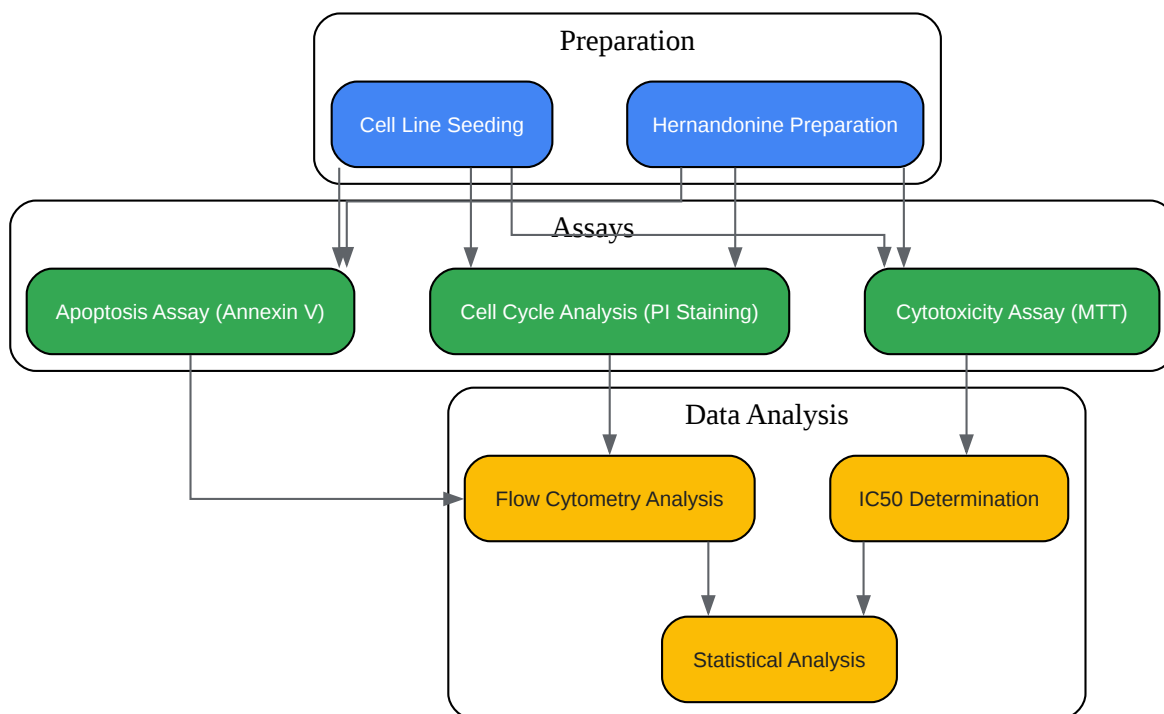 Preparation
Cell Line Seeding
Hernandonine Preparation
Assays
Apoptosis Assay (Annexin V)
Cell Cycle Analysis (PI Staining)
Cytotoxicity Assay (MTT)
Data Analysis
Flow Cytometry Analysis
IC50 Determination
Statistical Analysis